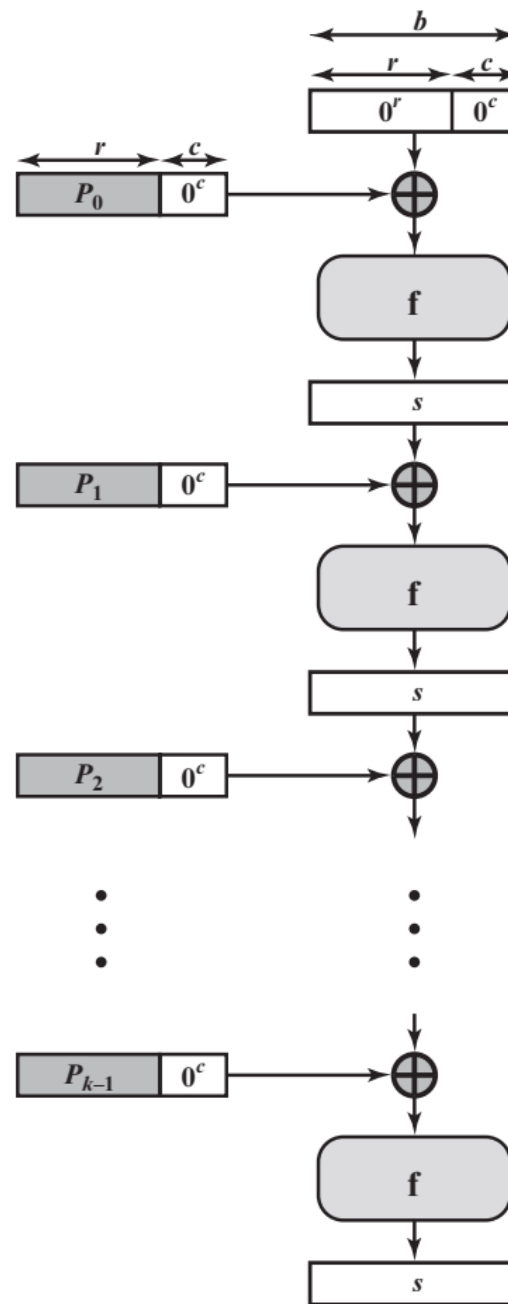 b
r c
0^r 0^c
r c
P_0 0^c
f
s
P_1 0^c
f
s
P_2 0^c
P_{k–1} 0^c
f
s